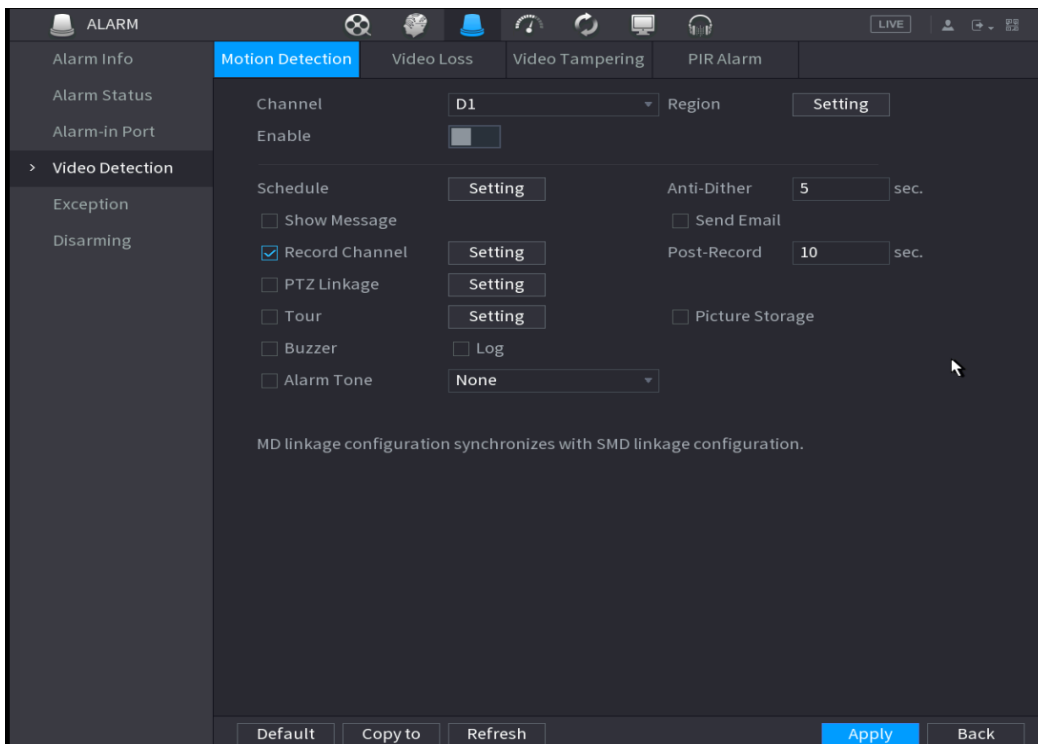 ALARM LIVE
Alarm Info
Alarm Status
Alarm-in Port
> Video Detection
Exception
Disarming
Motion Detection Video Loss Video Tampering PIR Alarm
Channel D1 Region Setting
Enable
Schedule Setting Anti-Dither 5 sec.
Show Message Send Email
Record Channel Setting Post-Record 10 sec.
PTZ Linkage Setting
Tour Setting Picture Storage
Buzzer Log
Alarm Tone None
MD linkage configuration synchronizes with SMD linkage configuration.
Default Copy to Refresh Apply Back